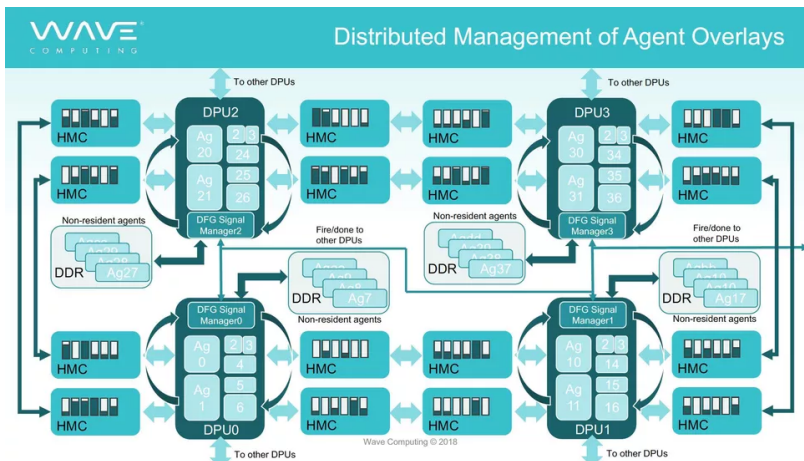 WAVE
COMPUTING
Distributed Management of Agent Overlays
To other DPUs
To other DPUs
DPU2
DPU3
HMC
HMC
HMC
HMC
Ag
20
2
3
24
Ag
30
2
3
34
HMC
HMC
HMC
HMC
Ag
21
25
26
Ag
31
35
36
Non-resident agents
DFG Signal
Manager2
Fire/done to
other DPUs
Non-resident agents
DFG Signal
Manager3
Fire/done to
other DPUs
DDR
Ag27
DDR
Ag7
DDR
Ag37
DDR
Ag17
DFG Signal
Manager0
Non-resident agents
DFG Signal
Manager1
Non-resident agents
HMC
HMC
HMC
HMC
Ag
0
2
3
4
Ag
10
2
3
14
HMC
HMC
HMC
HMC
Ag
1
5
6
Ag
11
15
16
DPU0
DPU1
Wave Computing © 2018
To other DPUs
To other DPUs